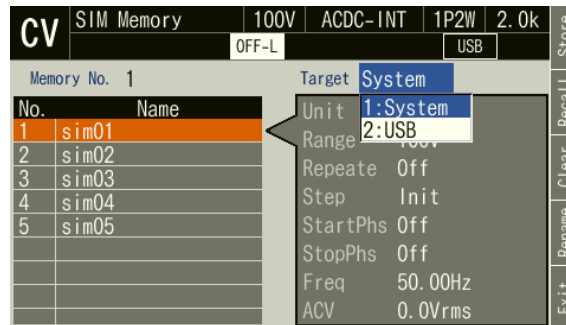 CV SIM Memory 100V ACDC-INT 1P2W 2.0k
OFF-L USB
Memory No. 1
Target System
1:System
2:USB
No. Name
1 sim01
2 sim02
3 sim03
4 sim04
5 sim05
Unit
Range
Repeate Off
Step Init
StartPhs Off
StopPhs Off
Freq 50.00Hz
ACV 0.0Vrms
Store
Recall
Clear
Rename
Exit